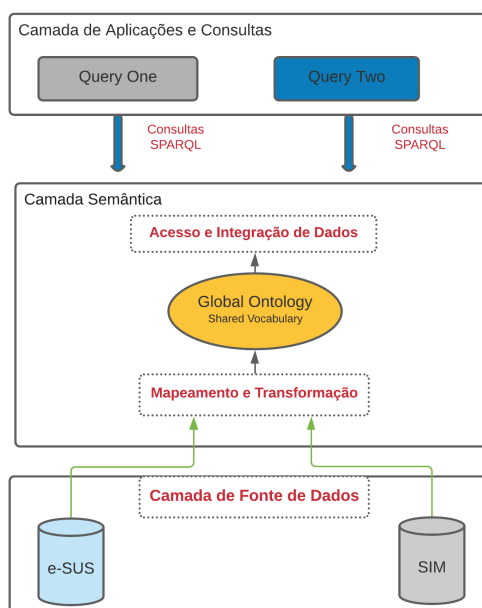 Camada de Aplicações e Consultas
Query One
Query Two
Consultas
SPARQL
Consultas
SPARQL
Camada Semântica
Acesso e Integração de Dados
Global Ontology
Shared Vocabulary
Mapeamento e Transformação
Camada de Fonte de Dados
e-SUS
SIM